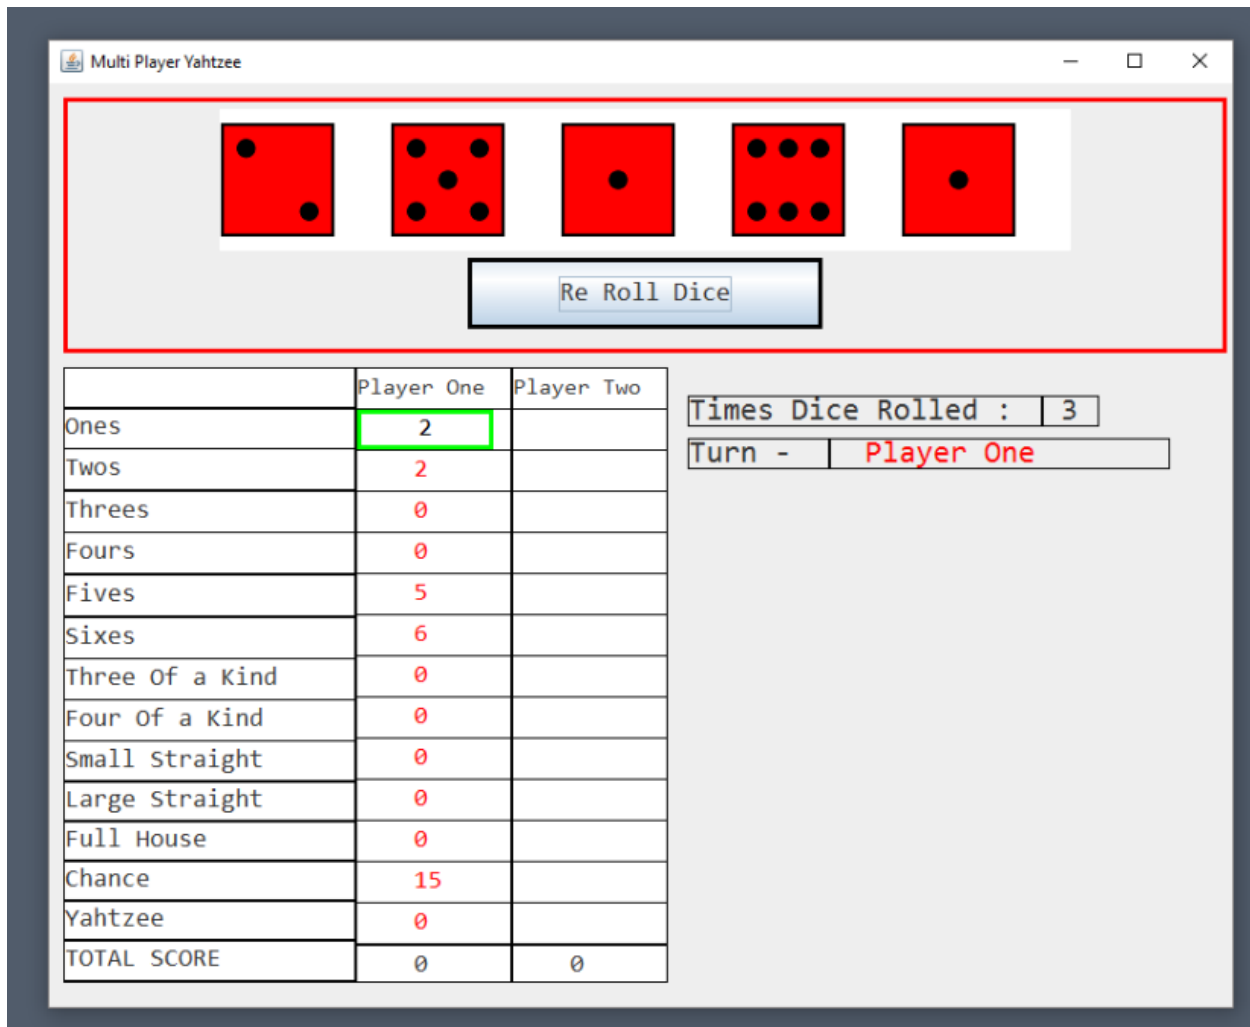 Multi Player Yahtzee
Re Roll Dice
Player One Player Two
Ones 2
Twos 2
Threes 0
Fours 0
Fives 5
Sixes 6
Three Of a Kind 0
Four Of a Kind 0
Small Straight 0
Large Straight 0
Full House 0
Chance 15
Yahtzee 0
TOTAL SCORE 0 0
Times Dice Rolled : 3
Turn - Player One